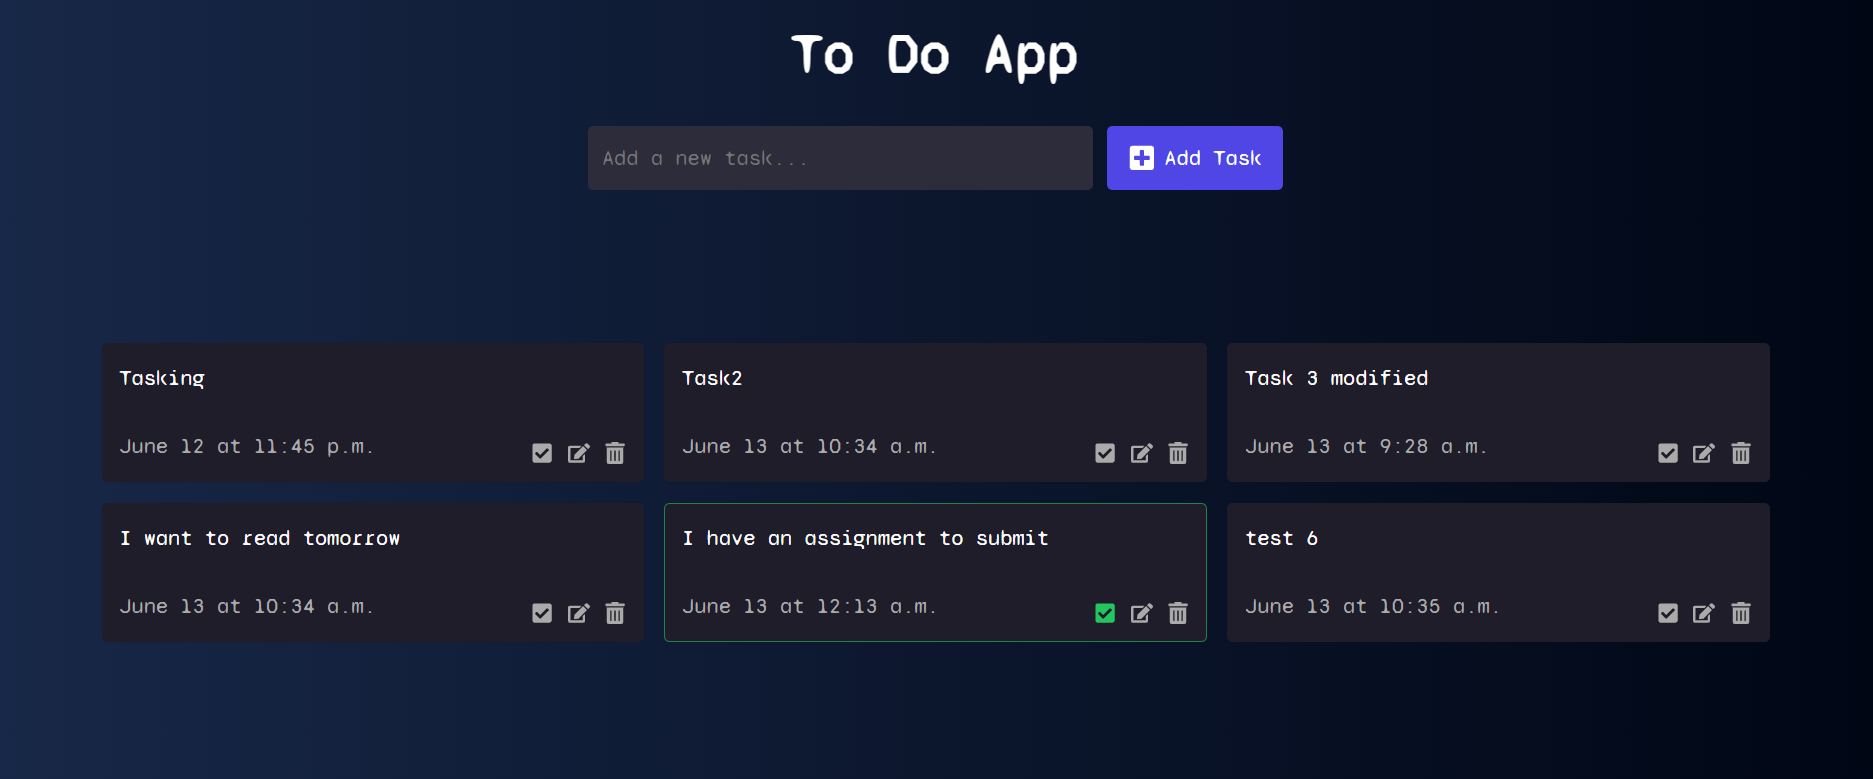 To Do App
Add a new task...
Add Task
Tasking
June 12 at 11:45 p.m.
Task2
June 13 at 10:34 a.m.
Task 3 modified
June 13 at 9:28 a.m.
I want to read tomorrow
June 13 at 10:34 a.m.
I have an assignment to submit
June 13 at 12:13 a.m.
test 6
June 13 at 10:35 a.m.